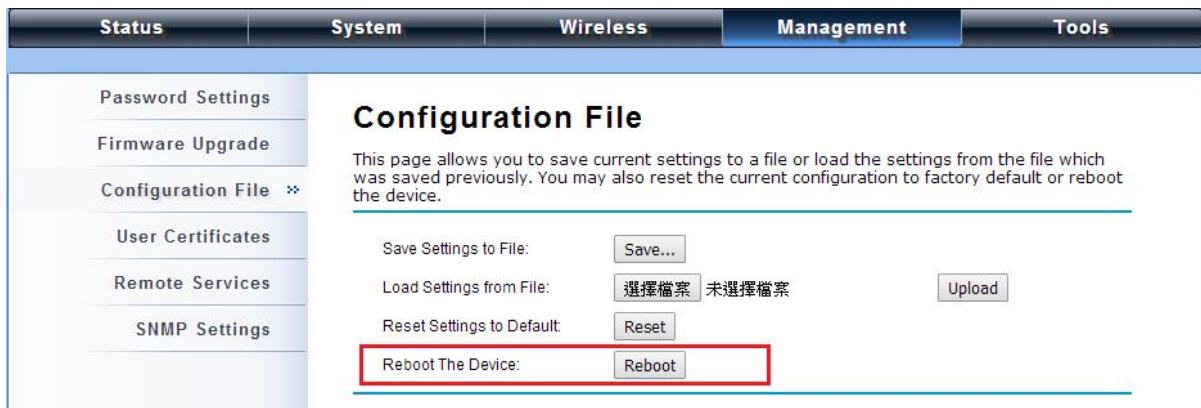 Status System Wireless Management Tools
Password Settings
Firmware Upgrade
Configuration File »
User Certificates
Remote Services
SNMP Settings
Configuration File
This page allows you to save current settings to a file or load the settings from the file which
was saved previously. You may also reset the current configuration to factory default or reboot
the device.
Save Settings to File: Save...
Load Settings from File: 選擇檔案 未選擇檔案 Upload
Reset Settings to Default: Reset
Reboot The Device: Reboot